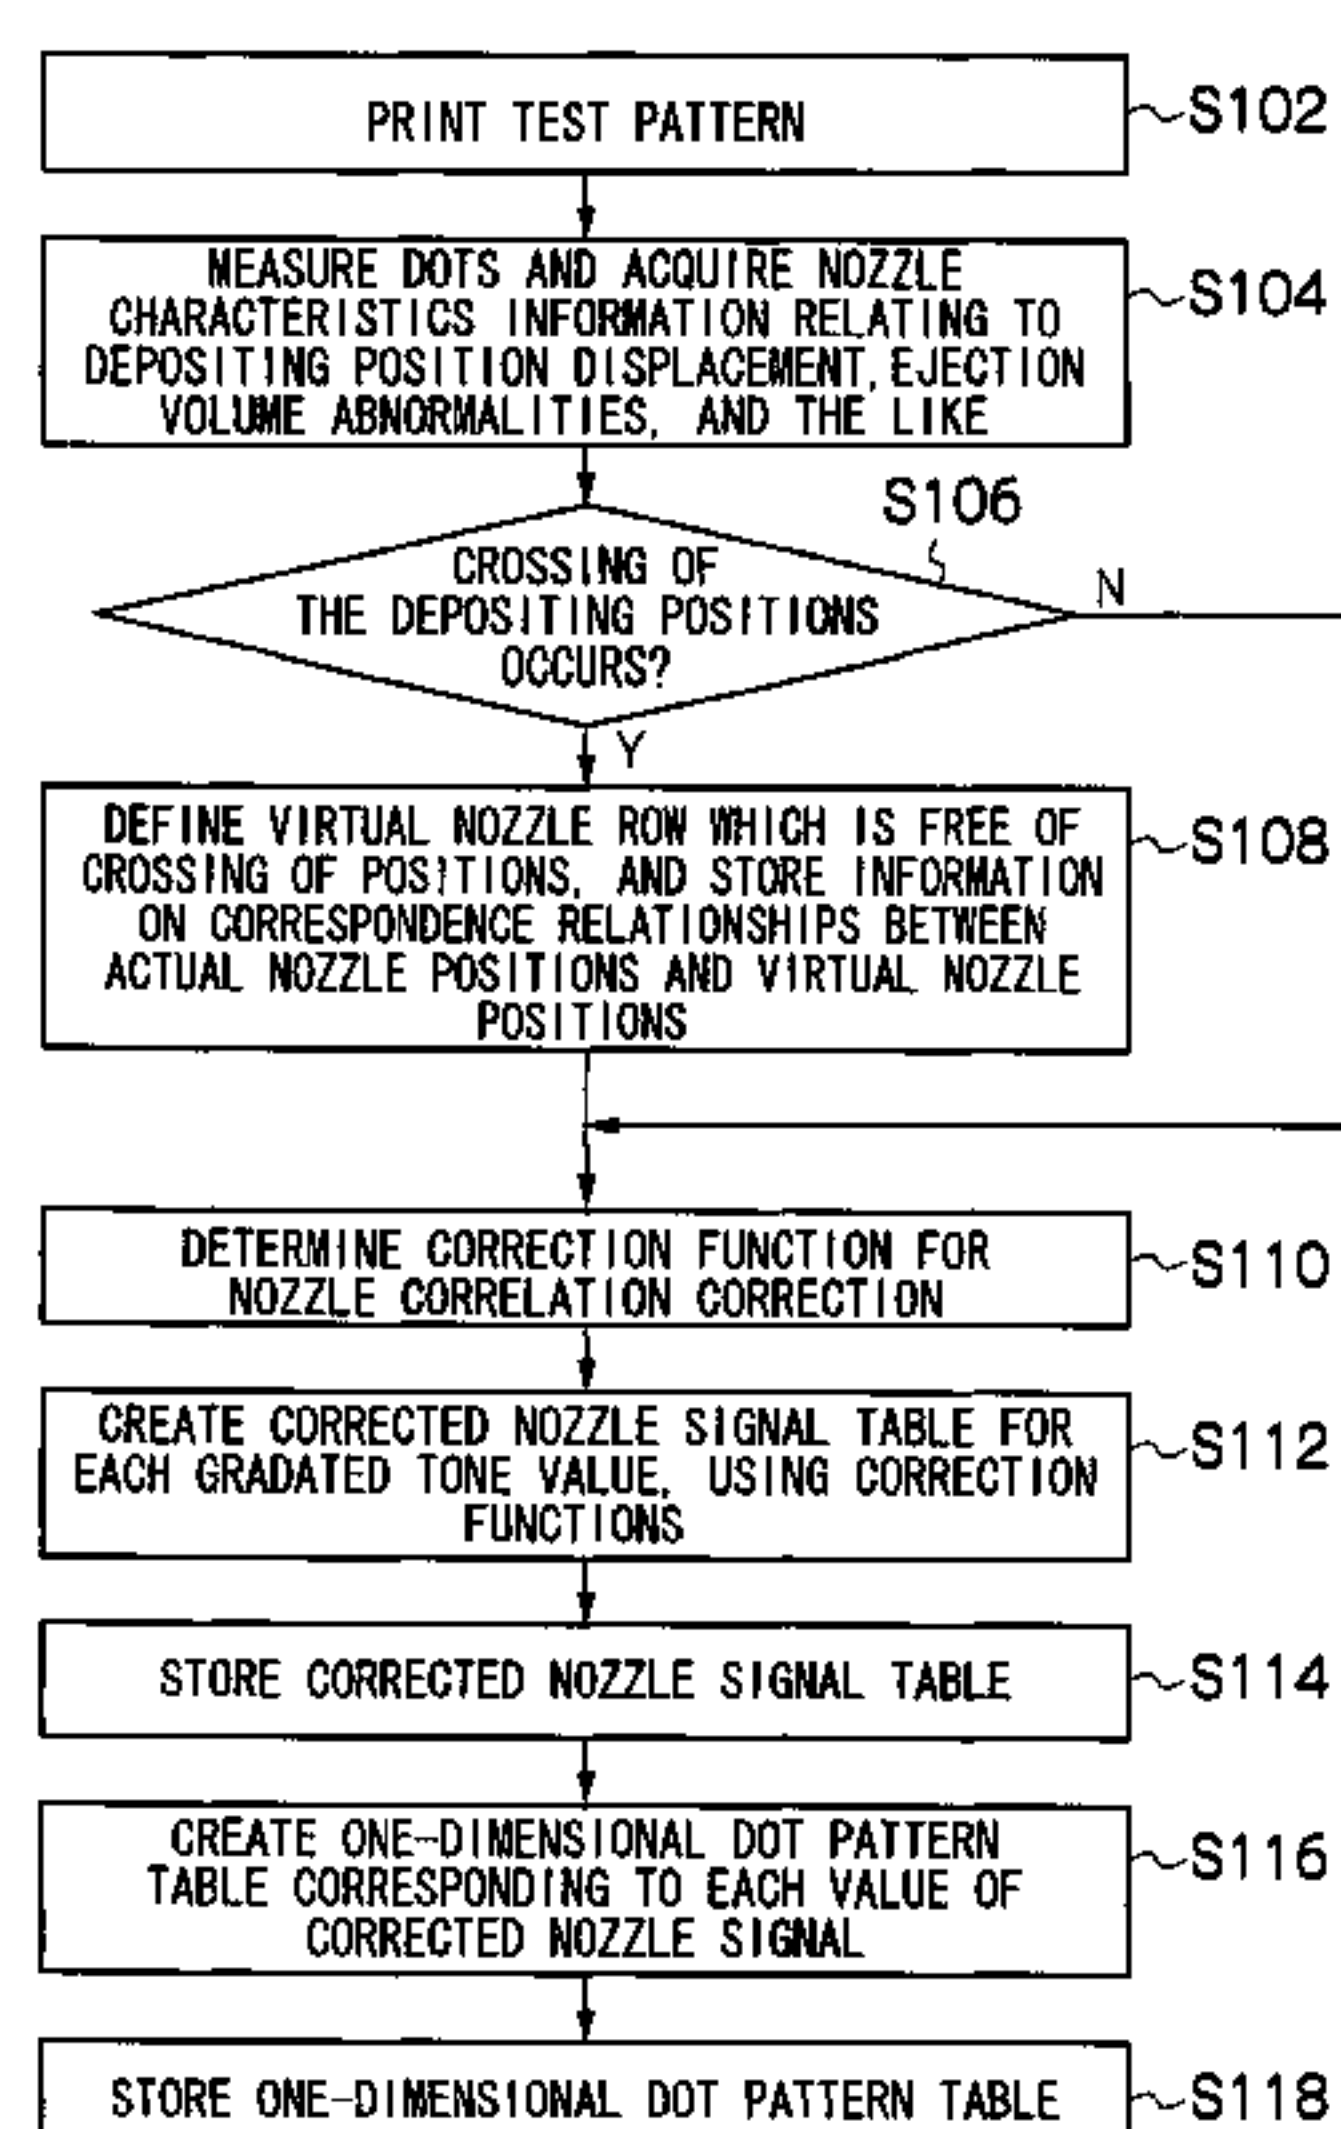 PRINT TEST PATTERN
S102
MEASURE DOTS AND ACQUIRE NOZZLE
CHARACTERISTICS INFORMATION RELATING TO
DEPOSITING POSITION DISPLACEMENT, EJECTION
VOLUME ABNORMALITIES, AND THE LIKE
S104
S106
CROSSING OF
THE DEPOSITING POSITIONS
OCCURS?
N
Y
DEFINE VIRTUAL NOZZLE ROW WHICH IS FREE OF
CROSSING OF POSITIONS, AND STORE INFORMATION
ON CORRESPONDENCE RELATIONSHIPS BETWEEN
ACTUAL NOZZLE POSITIONS AND VIRTUAL NOZZLE
POSITIONS
S108
DETERMINE CORRECTION FUNCTION FOR
NOZZLE CORRELATION CORRECTION
S110
CREATE CORRECTED NOZZLE SIGNAL TABLE FOR
EACH GRADATED TONE VALUE, USING CORRECTION
FUNCTIONS
S112
STORE CORRECTED NOZZLE SIGNAL TABLE
S114
CREATE ONE-DIMENSIONAL DOT PATTERN
TABLE CORRESPONDING TO EACH VALUE OF
CORRECTED NOZZLE SIGNAL
S116
STORE ONE-DIMENSIONAL DOT PATTERN TABLE
S118